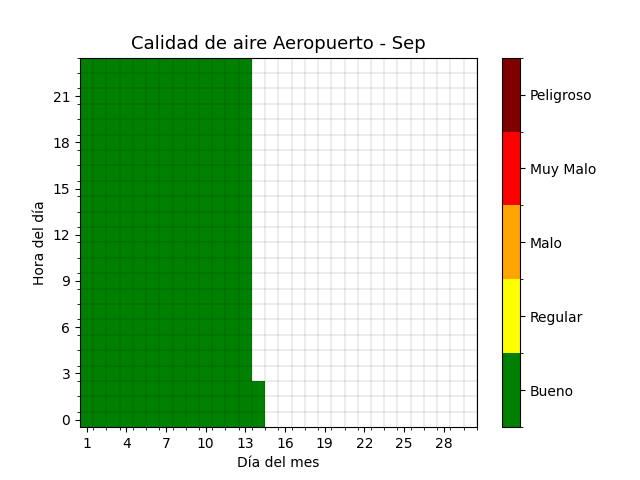 Calidad de aire Aeropuerto - Sep
Hora del día
21
18
15
12
9
6
3
0
1 4 7 10 13 16 19 22 25 28
Día del mes
Peligroso
Muy Malo
Malo
Regular
Bueno